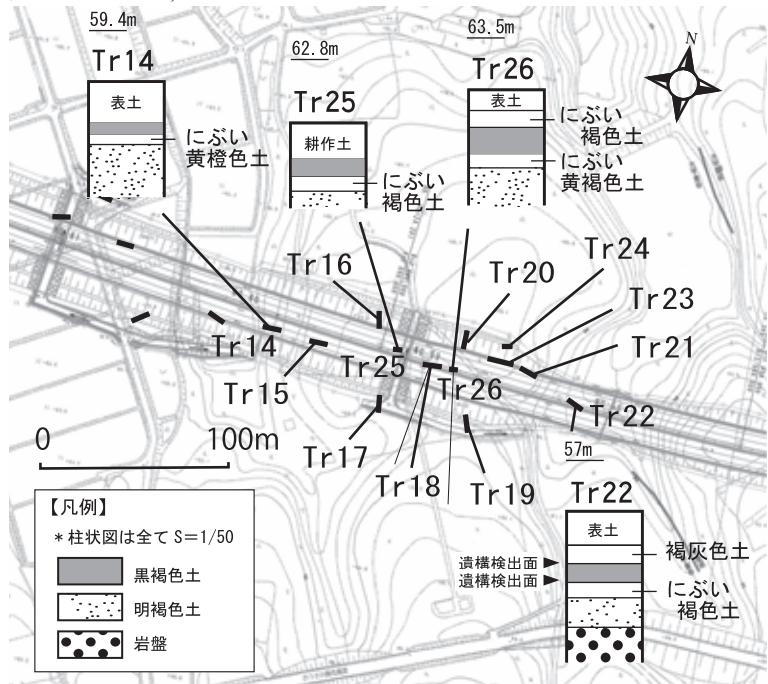 59.4m
Tr14
表土
にぶい
黄橙色土
62.8m
Tr25
耕作土
にぶい
褐色土
63.5m
Tr26
表土
にぶい
褐色土
にぶい
黄褐色土
N
Tr16
Tr20
Tr24
Tr23
Tr21
Tr14
Tr15
Tr25
Tr26
Tr22
Tr17
Tr18
Tr19
0
100m
57m
Tr22
表土
褐灰色土
遺構検出面
遺構検出面
にぶい
褐色土
【凡例】
*柱状図は全てS=1/50
黒褐色土
明褐色土
岩盤